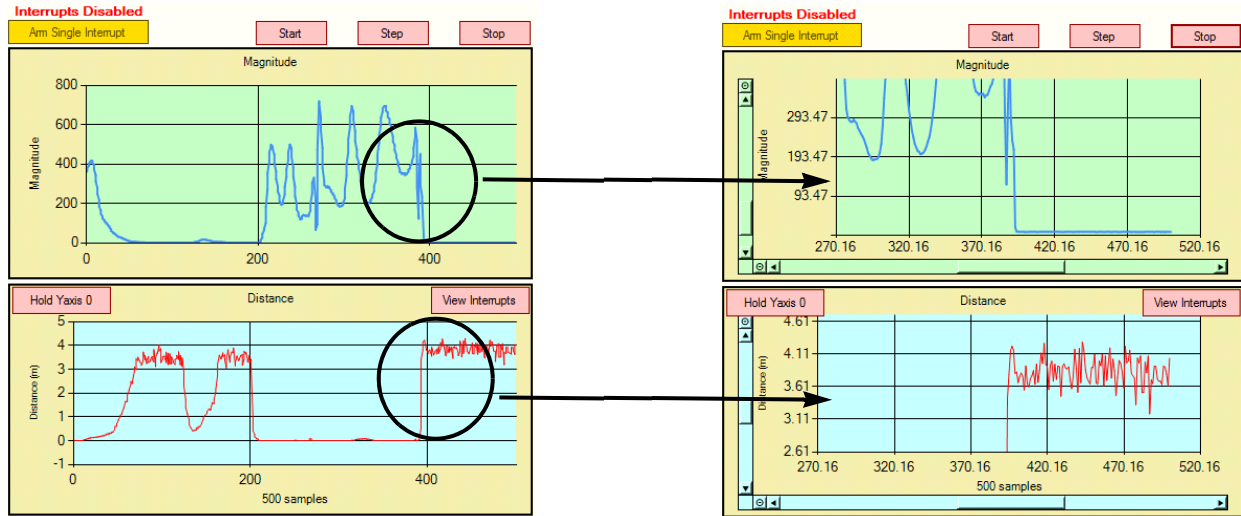 Interrupts Disabled
Arm Single Interrupt
Start
Step
Stop
Magnitude
800
600
400
200
0
Magnitude
0
200
400
Hold Yaxis 0
Distance
View Interrupts
5
4
3
2
1
0
-1
Distance (m)
0
200
400
500 samples
Interrupts Disabled
Arm Single Interrupt
Start
Step
Stop
Magnitude
293.47
193.47
93.47
Magnitude
270.16
320.16
370.16
420.16
470.16
520.16
Hold Yaxis 0
Distance
View Interrupts
4.61
4.11
3.61
3.11
2.61
Distance (m)
270.16
320.16
370.16
420.16
470.16
520.16
500 samples